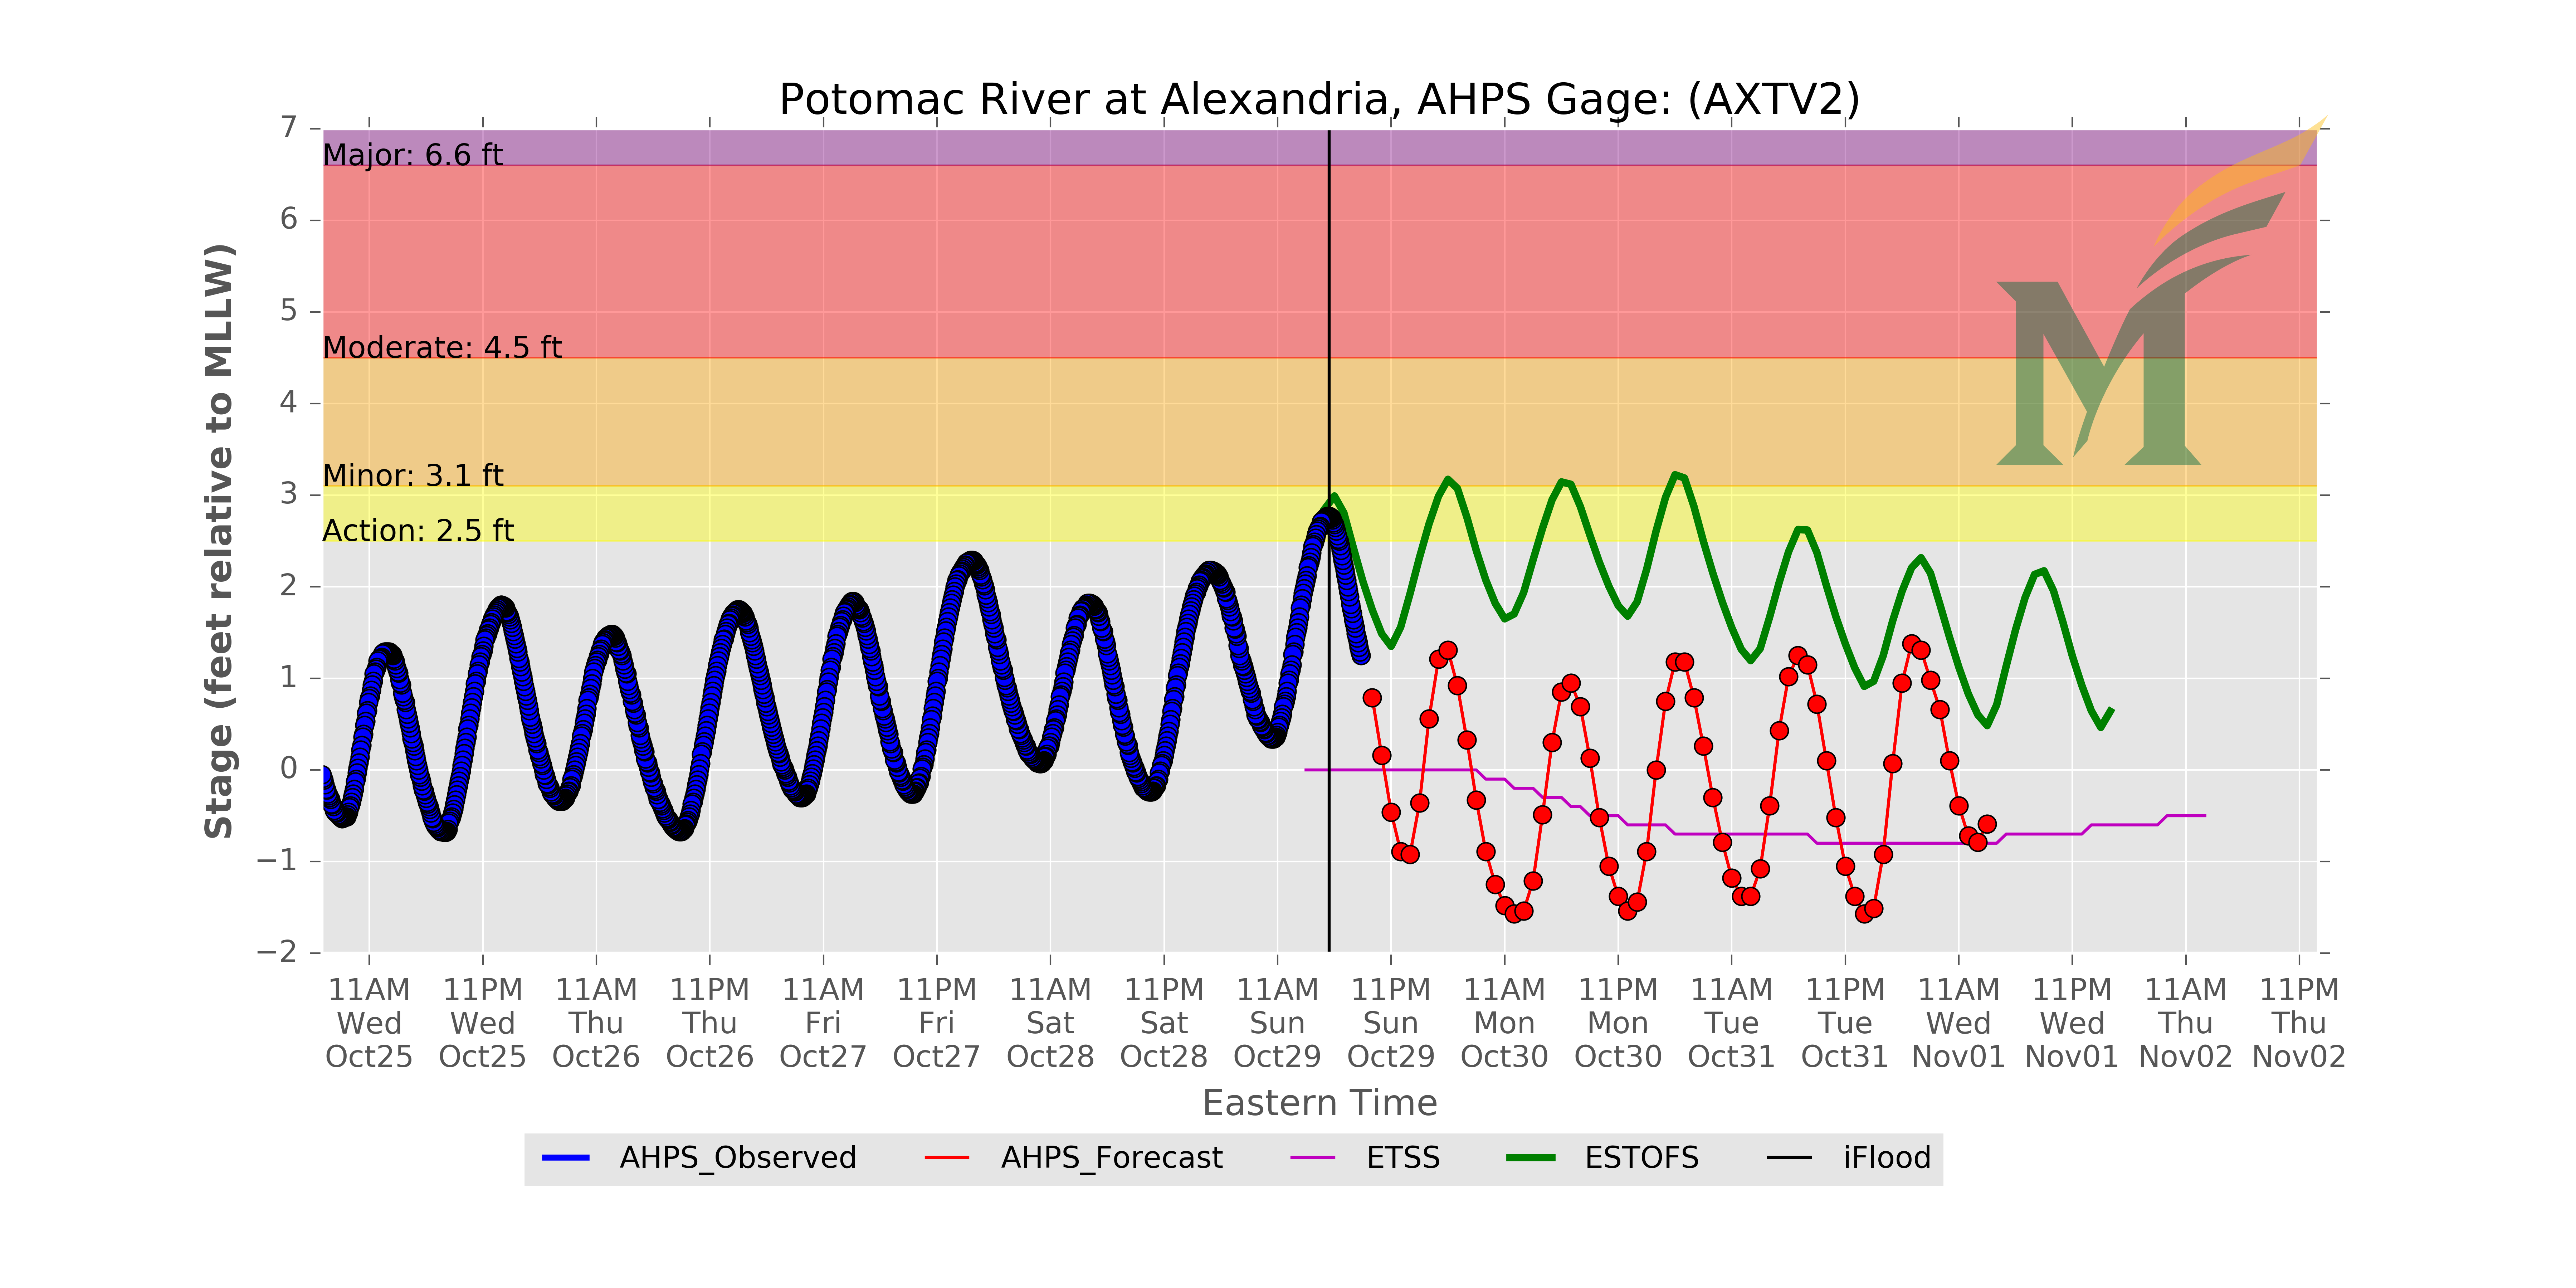 Potomac River at Alexandria, AHPS Gage: (AXTV2)
7
Major: 6.6 ft
6
5
Moderate: 4.5 ft
4
Minor: 3.1 ft
3
Action: 2.5 ft
2
1
0
−1
−2
Stage (feet relative to MLLW)
11AM 11PM 11AM 11PM 11AM 11PM 11AM 11PM 11AM 11PM 11AM 11PM 11AM 11PM 11AM 11PM 11AM 11PM
Wed Wed Thu Thu Fri Fri Sat Sat Sun Sun Mon Mon Tue Tue Wed Wed Thu Thu
Oct25 Oct25 Oct26 Oct26 Oct27 Oct27 Oct28 Oct28 Oct29 Oct29 Oct30 Oct30 Oct31 Oct31 Nov01 Nov01 Nov02 Nov02
Eastern Time
AHPS_Observed AHPS_Forecast ETSS ESTOFS iFlood